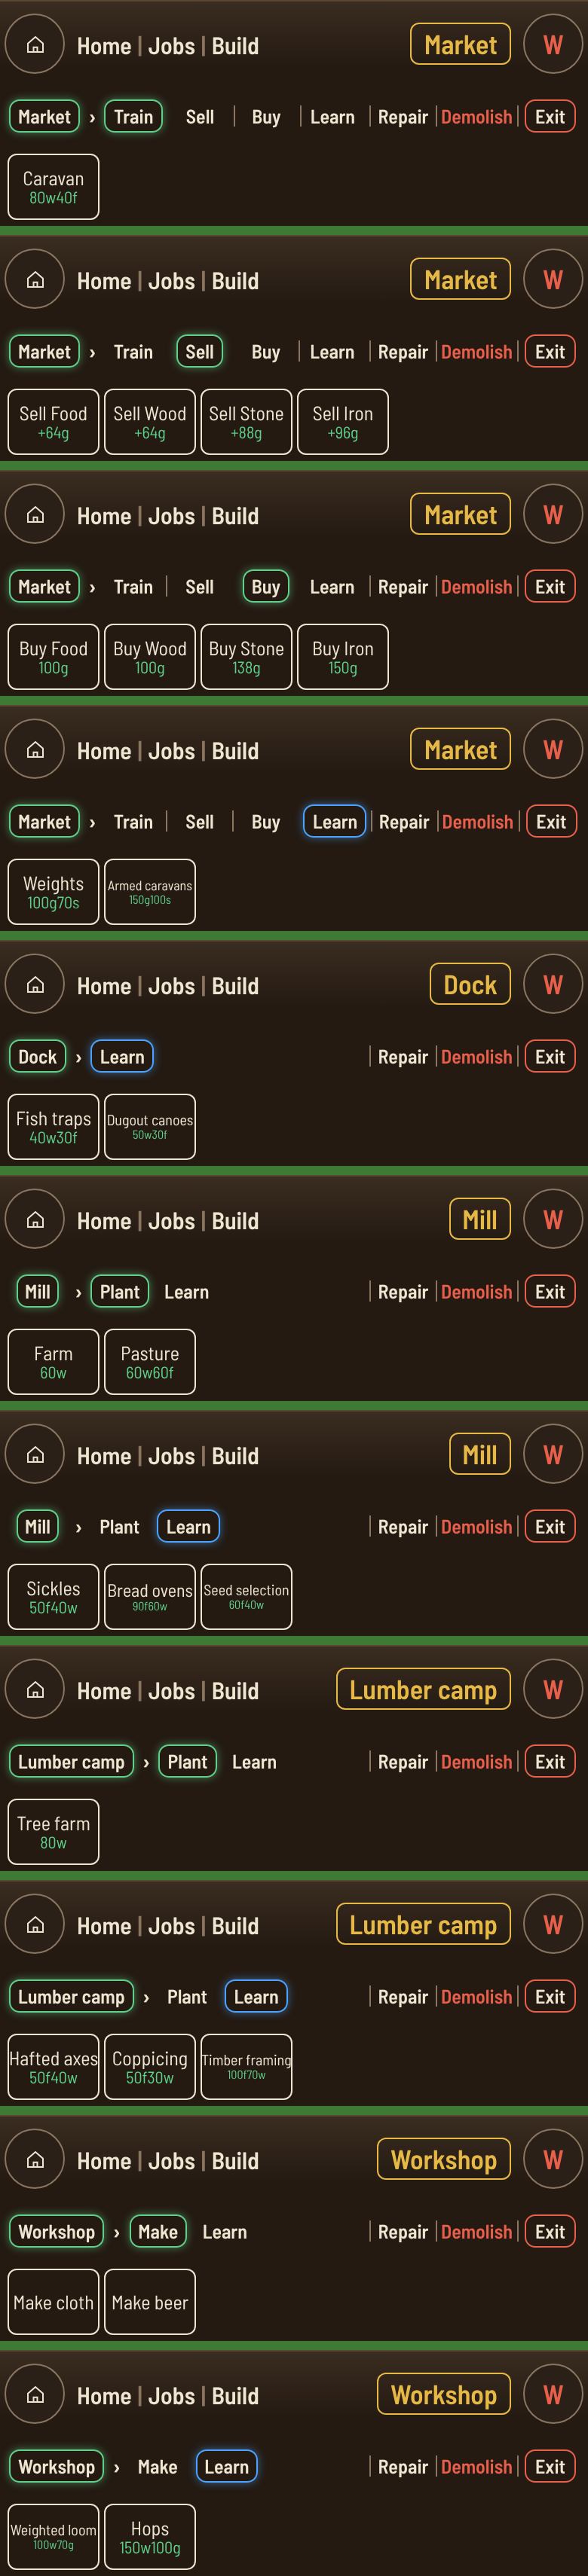 Home | Jobs | Build Market W
Market › Train Sell | Buy | Learn | Repair | Demolish | Exit
Caravan
80w40f
Home | Jobs | Build Market W
Market › Train Sell Buy | Learn | Repair | Demolish | Exit
Sell Food Sell Wood Sell Stone Sell Iron
+64g +64g +88g +96g
Home | Jobs | Build Market W
Market › Train | Sell Buy Learn | Repair | Demolish | Exit
Buy Food Buy Wood Buy Stone Buy Iron
100g 100g 138g 150g
Home | Jobs | Build Market W
Market › Train | Sell | Buy Learn | Repair | Demolish | Exit
Weights Armed caravans
100g70s 150g100s
Home | Jobs | Build Dock W
Dock › Learn | Repair | Demolish | Exit
Fish traps Dugout canoes
40w30f 50w30f
Home | Jobs | Build Mill W
Mill › Plant Learn | Repair | Demolish | Exit
Farm Pasture
60w 60w60f
Home | Jobs | Build Mill W
Mill › Plant Learn | Repair | Demolish | Exit
Sickles Bread ovens Seed selection
50f40w 90f60w 60f40w
Home | Jobs | Build Lumber camp W
Lumber camp › Plant Learn | Repair | Demolish | Exit
Tree farm
80w
Home | Jobs | Build Lumber camp W
Lumber camp › Plant Learn | Repair | Demolish | Exit
Hafted axes Coppicing Timber framing
50f40w 50f30w 100f70w
Home | Jobs | Build Workshop W
Workshop › Make Learn | Repair | Demolish | Exit
Make cloth Make beer
Home | Jobs | Build Workshop W
Workshop › Make Learn | Repair | Demolish | Exit
Weighted loom Hops
100w70g 150w100g